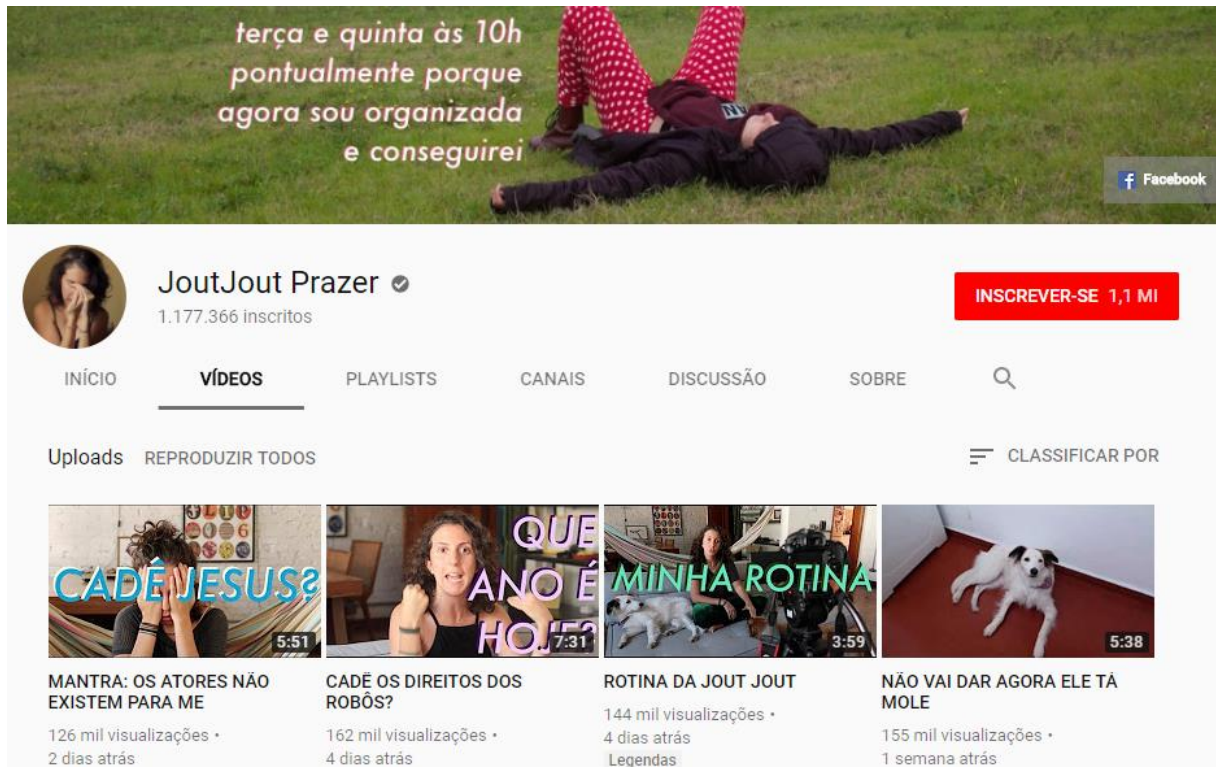 terça e quinta às 10h
pontualmente porque
agora sou organizada
e conseguirei
Facebook
JoutJout Prazer
1.177.366 inscritos
INSCREVER-SE 1,1 MI
INÍCIO VÍDEOS PLAYLISTS CANAIS DISCUSSÃO SOBRE
Uploads REPRODUZIR TODOS CLASSIFICAR POR
CADÊ JESUS?
5:51
QUE
ANO É
HOJE?
7:31
MINHA ROTINA
3:59
5:38
MANTRA: OS ATORES NÃO
EXISTEM PARA ME
126 mil visualizações •
2 dias atrás
CADÊ OS DIREITOS DOS
ROBÔS?
162 mil visualizações •
4 dias atrás
ROTINA DA JOUT JOUT
144 mil visualizações •
4 dias atrás
Legendas
NÃO VAI DAR AGORA ELE TÁ
MOLE
155 mil visualizações •
1 semana atrás